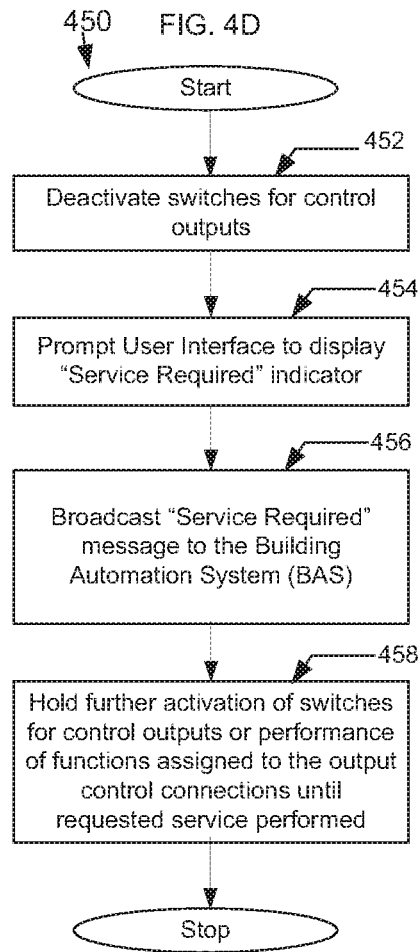 450 FIG. 4D
Start
452
Deactivate switches for control
outputs
454
Prompt User Interface to display
“Service Required” indicator
456
Broadcast “Service Required”
message to the Building
Automation System (BAS)
458
Hold further activation of switches
for control outputs or performance
of functions assigned to the output
control connections until
requested service performed
Stop